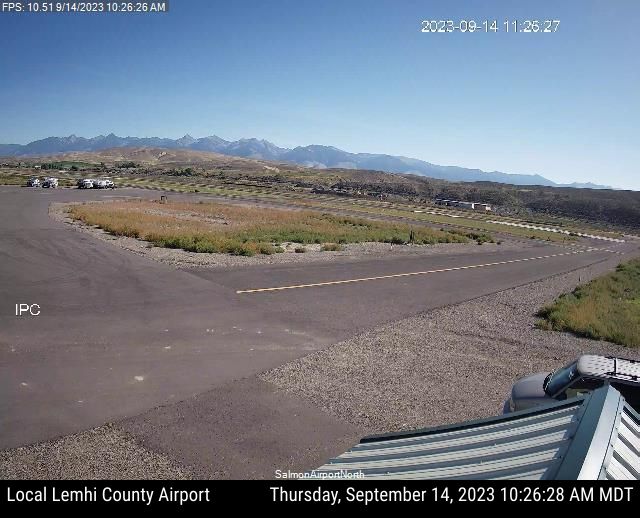 FPS: 10.51 9/14/2023 10:26:26 AM
2023-09-14 11:26:27
IPC
SalmonAirportNorth
Local Lemhi County Airport Thursday, September 14, 2023 10:26:28 AM MDT